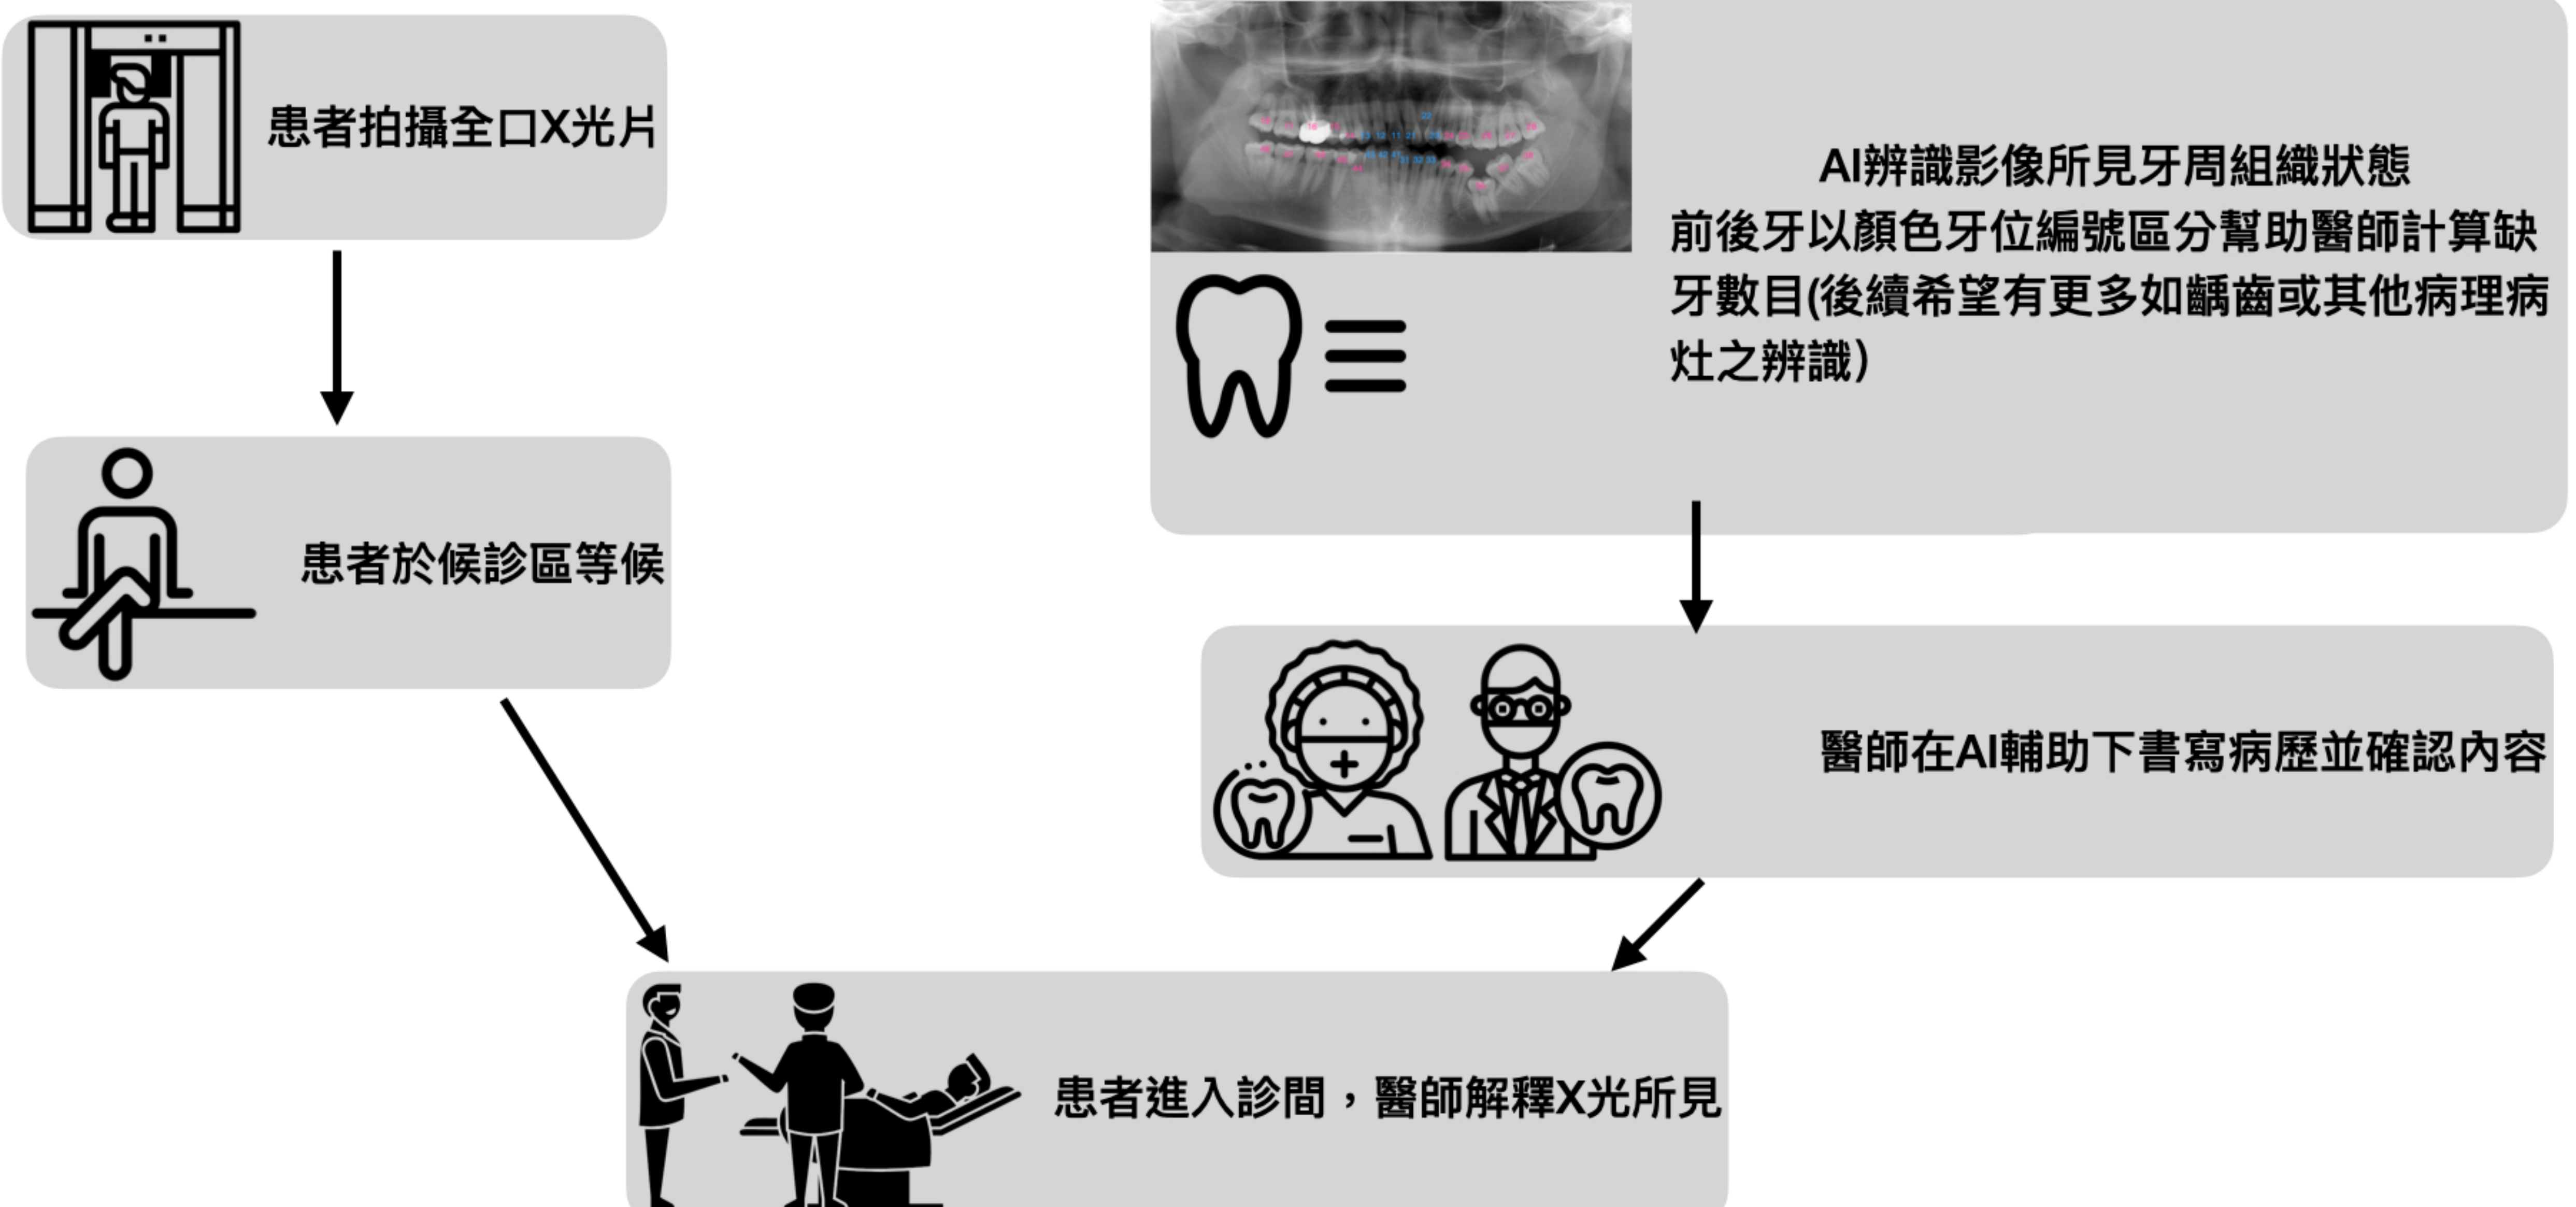 患者拍攝全口X光片
患者於候診區等候
AI辨識影像所見牙周組織狀態
前後牙以顏色牙位編號區分幫助醫師計算缺
牙數目(後續希望有更多如齲齒或其他病理病
灶之辨識)
醫師在AI輔助下書寫病歷並確認內容
患者進入診間，醫師解釋X光所見